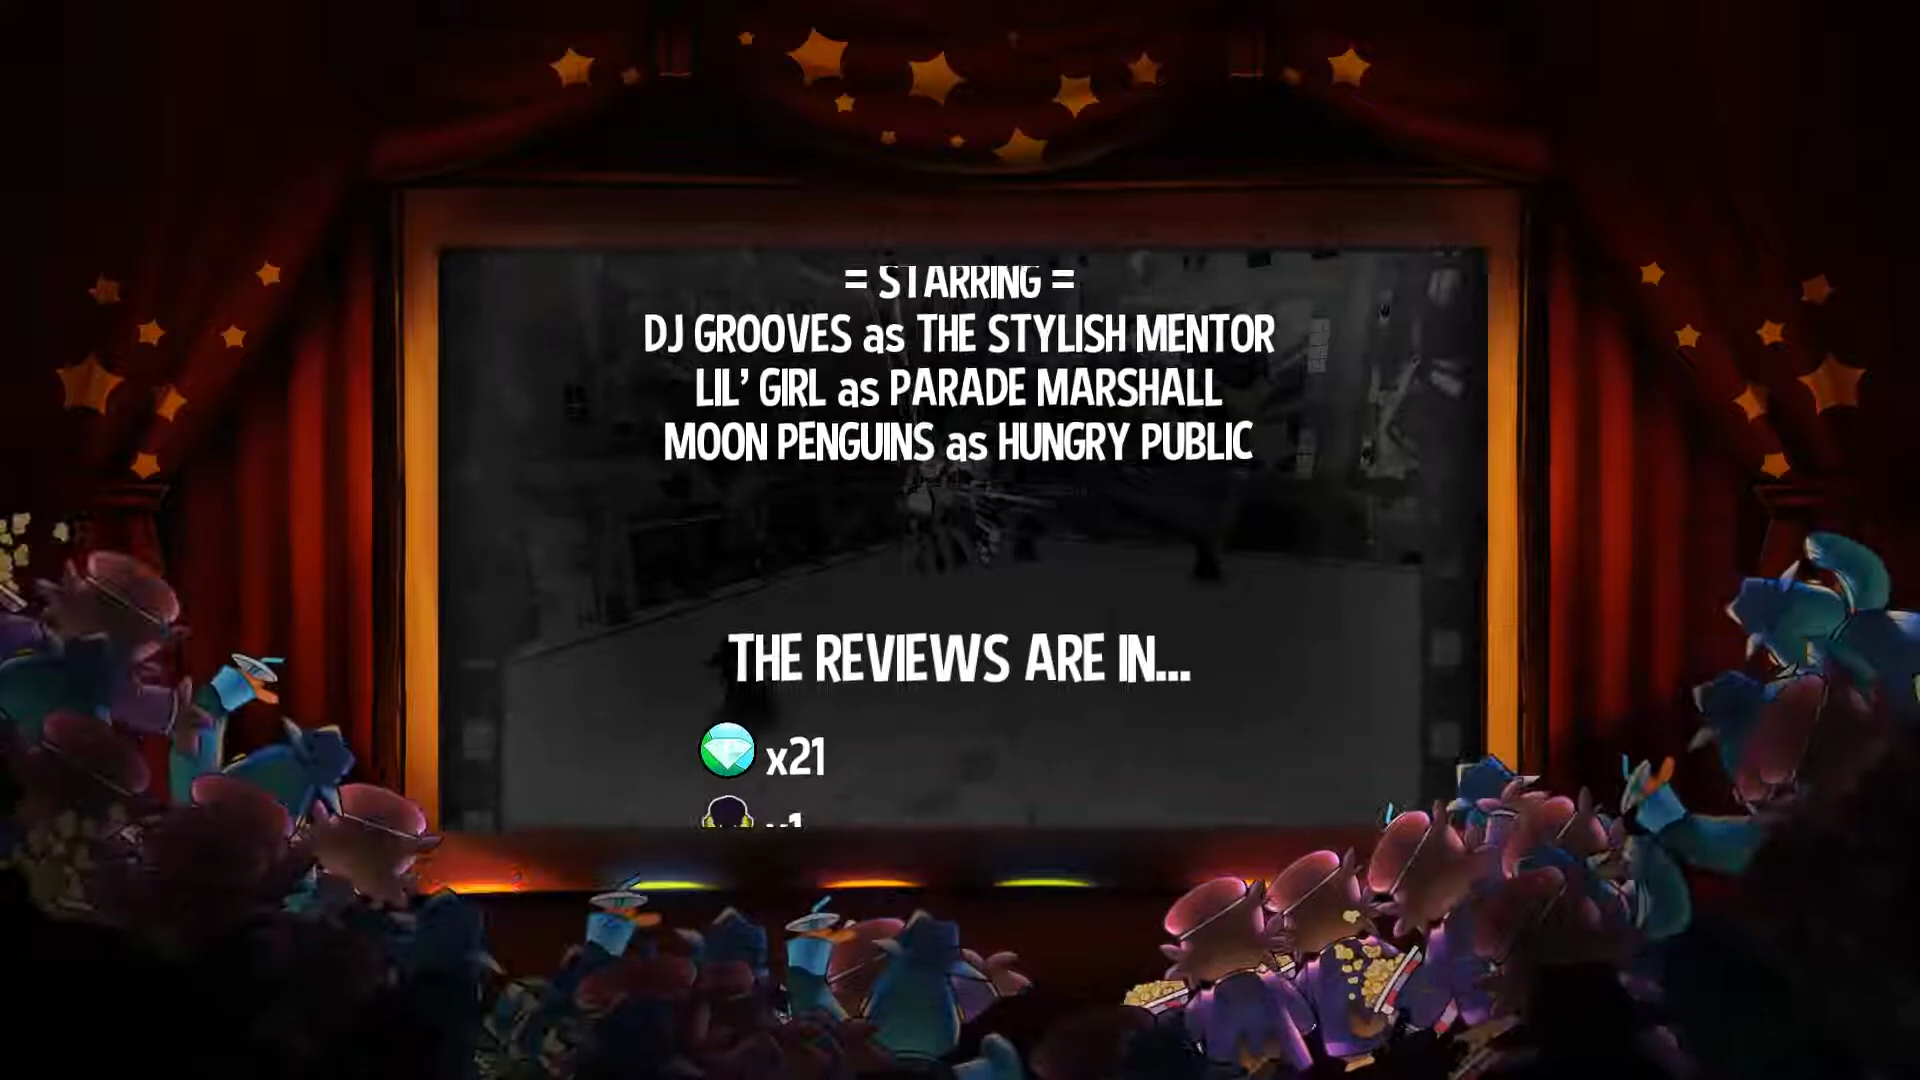 = STARRING =
DJ GROOVES as THE STYLISH MENTOR
LIL' GIRL as PARADE MARSHALL
MOON PENGUINS as HUNGRY PUBLIC
THE REVIEWS ARE IN...
x21
x1